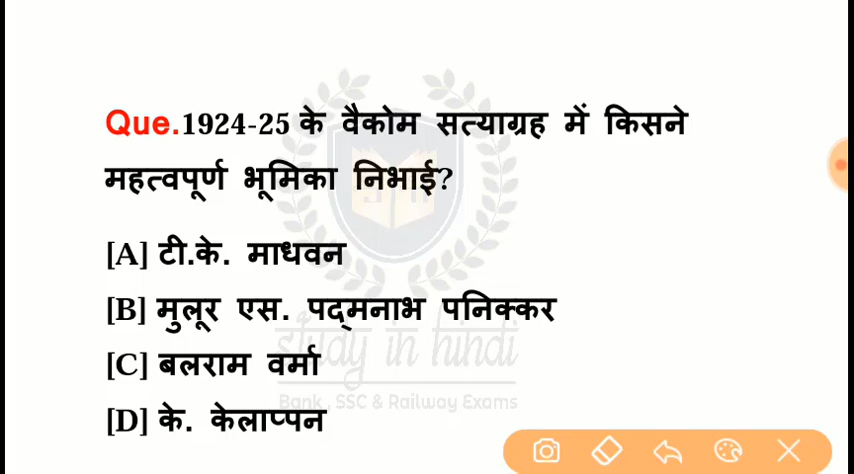 Que.1924-25 के वैकोम सत्याग्रह में किसने
महत्वपूर्ण भूमिका निभाई?
[A] टी.के. माधवन
[B] मुलूर एस. पद्मनाभ पनिक्कर
[C] बलराम वर्मा
[D] के. केलाप्पन
study in hindi
Bank, SSC & Railway Exams